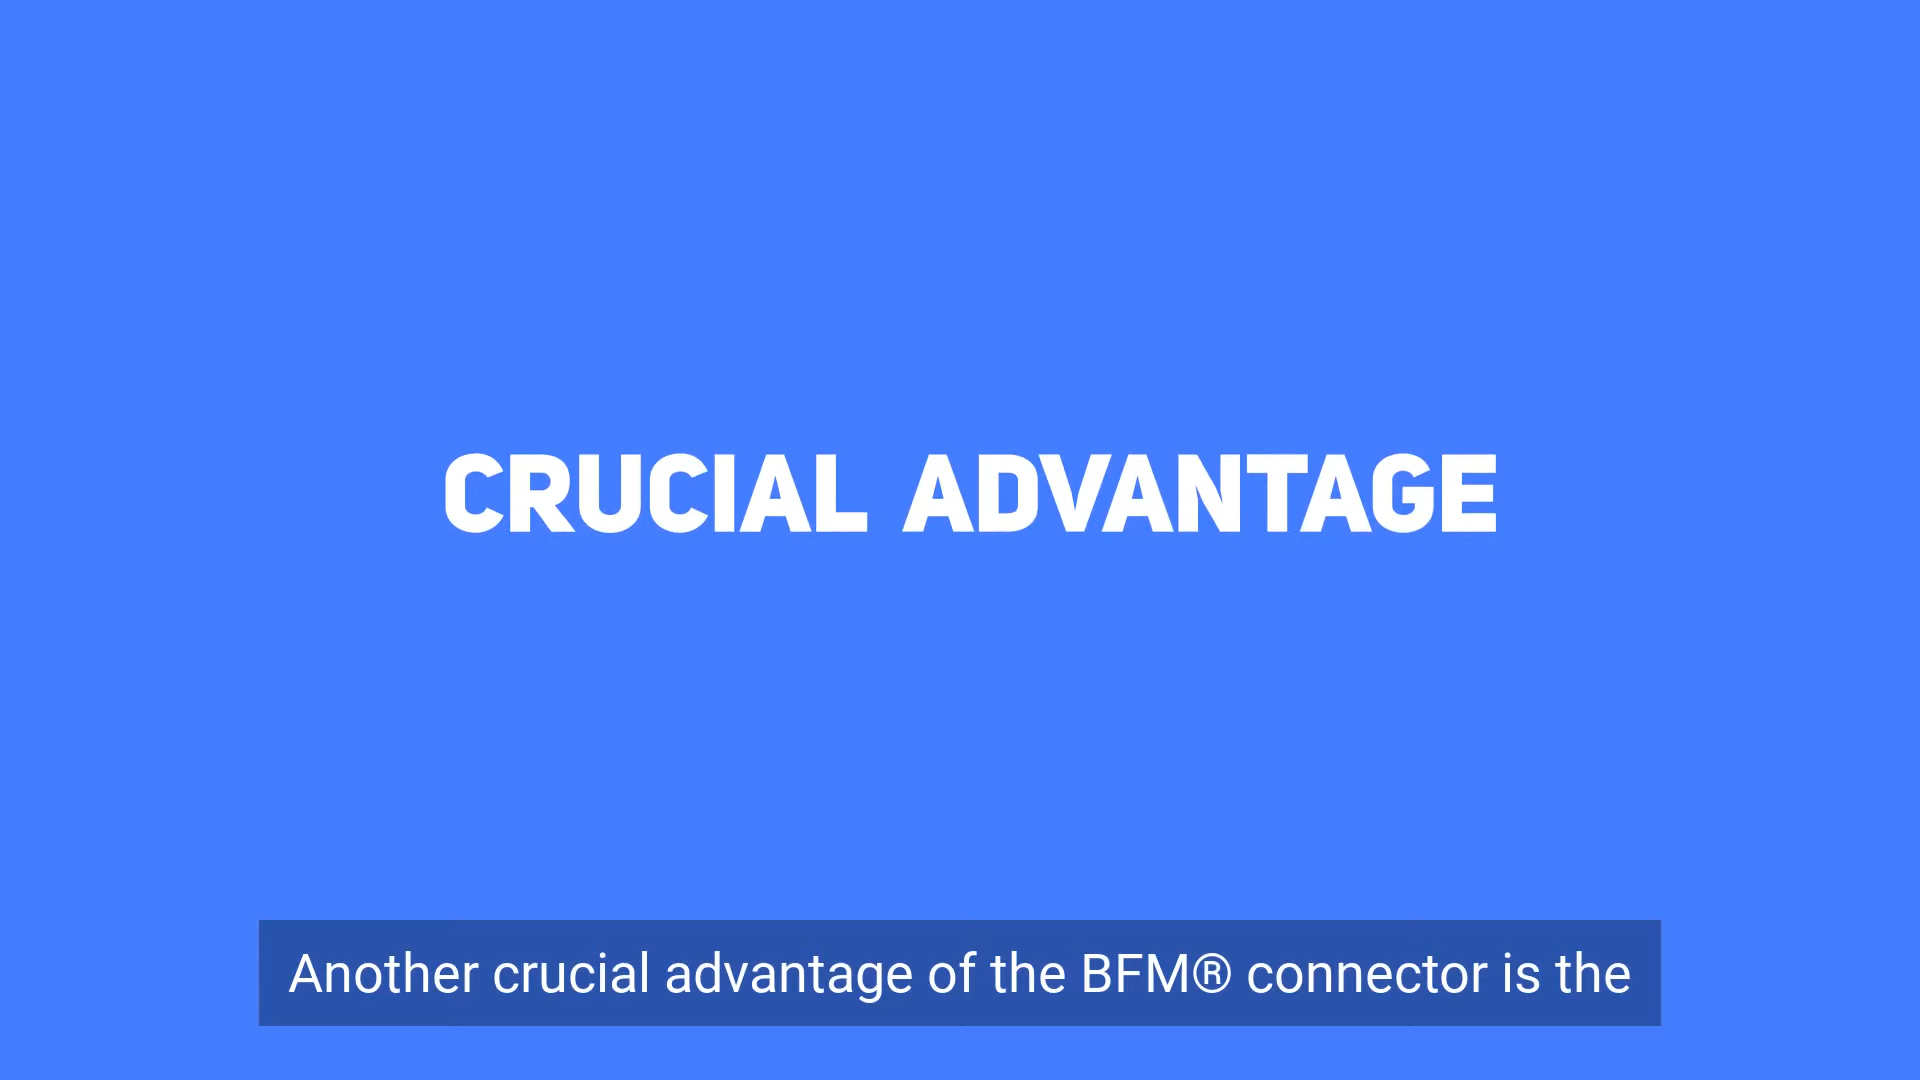 CRUCIAL ADVANTAGE
Another crucial advantage of the BFM® connector is the